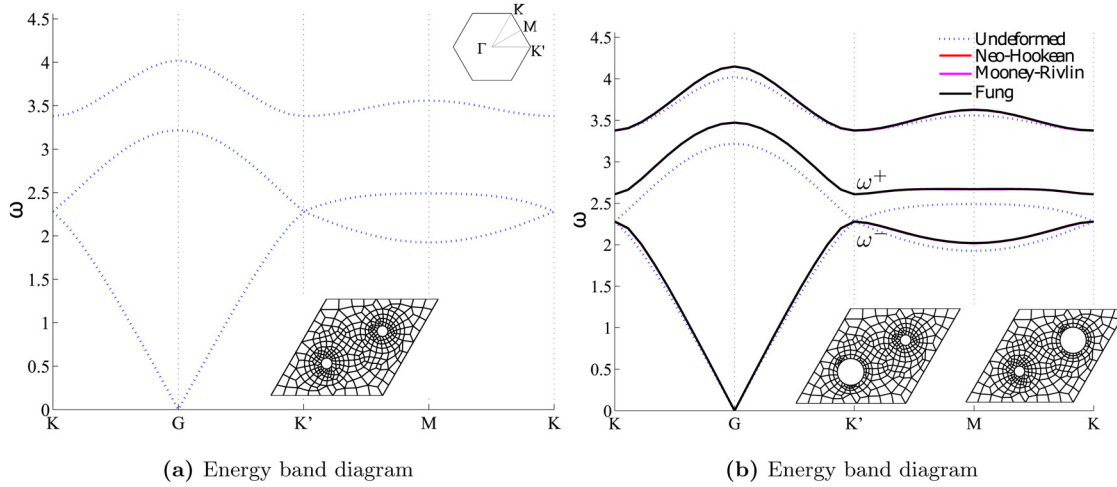 4.5
4
3.5
3
2.5
2
1.5
1
0.5
0
ω
K
G
K'
M
K
K
M
Γ
K'
(a) Energy band diagram
4.5
4
3.5
3
2.5
2
1.5
1
0.5
0
ω
K
G
K'
M
K
Undeformed
Neo-Hookean
Mooney-Rivlin
Fung
ω+
ω−
(b) Energy band diagram